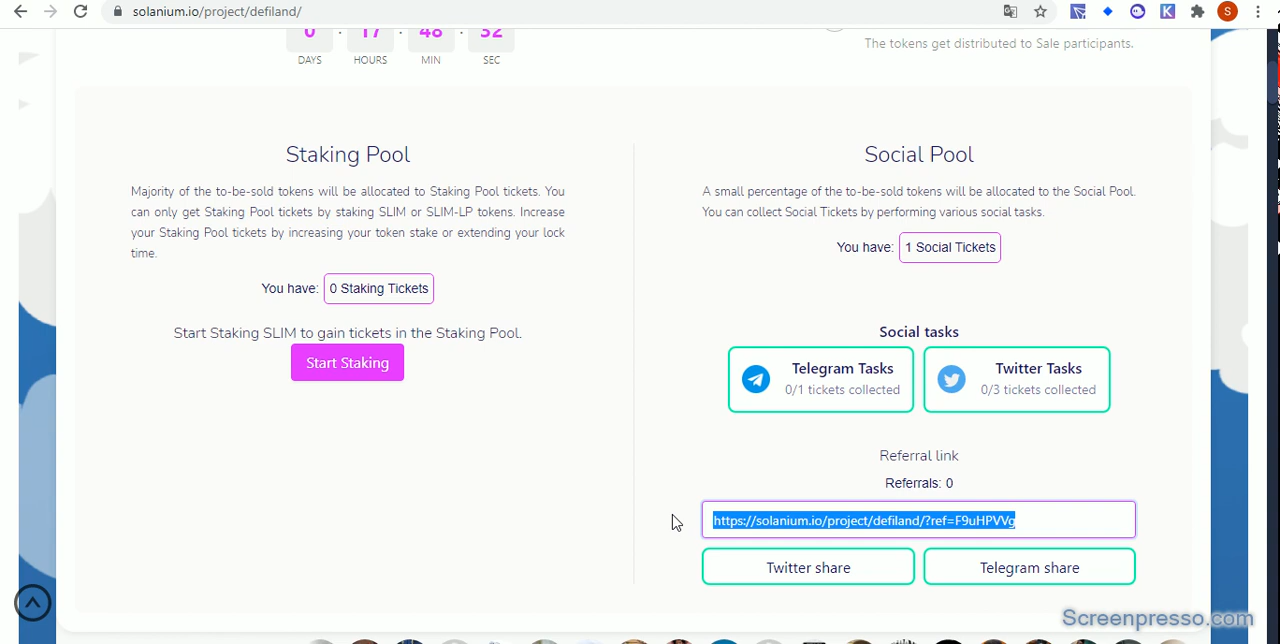 solanium.io/project/defiland/
S
0 : 17 : 48 : 32
DAYS HOURS MIN SEC
The tokens get distributed to Sale participants.
Staking Pool
Majority of the to-be-sold tokens will be allocated to Staking Pool tickets. You
can only get Staking Pool tickets by staking SLIM or SLIM-LP tokens. Increase
your Staking Pool tickets by increasing your token stake or extending your lock
time.
You have: 0 Staking Tickets
Start Staking SLIM to gain tickets in the Staking Pool.
Start Staking
Social Pool
A small percentage of the to-be-sold tokens will be allocated to the Social Pool.
You can collect Social Tickets by performing various social tasks.
You have: 1 Social Tickets
Social tasks
Telegram Tasks
0/1 tickets collected
Twitter Tasks
0/3 tickets collected
Referral link
Referrals: 0
https://solanium.io/project/defiland/?ref=F9uHPVVg
Twitter share
Telegram share
Screenpresso.com